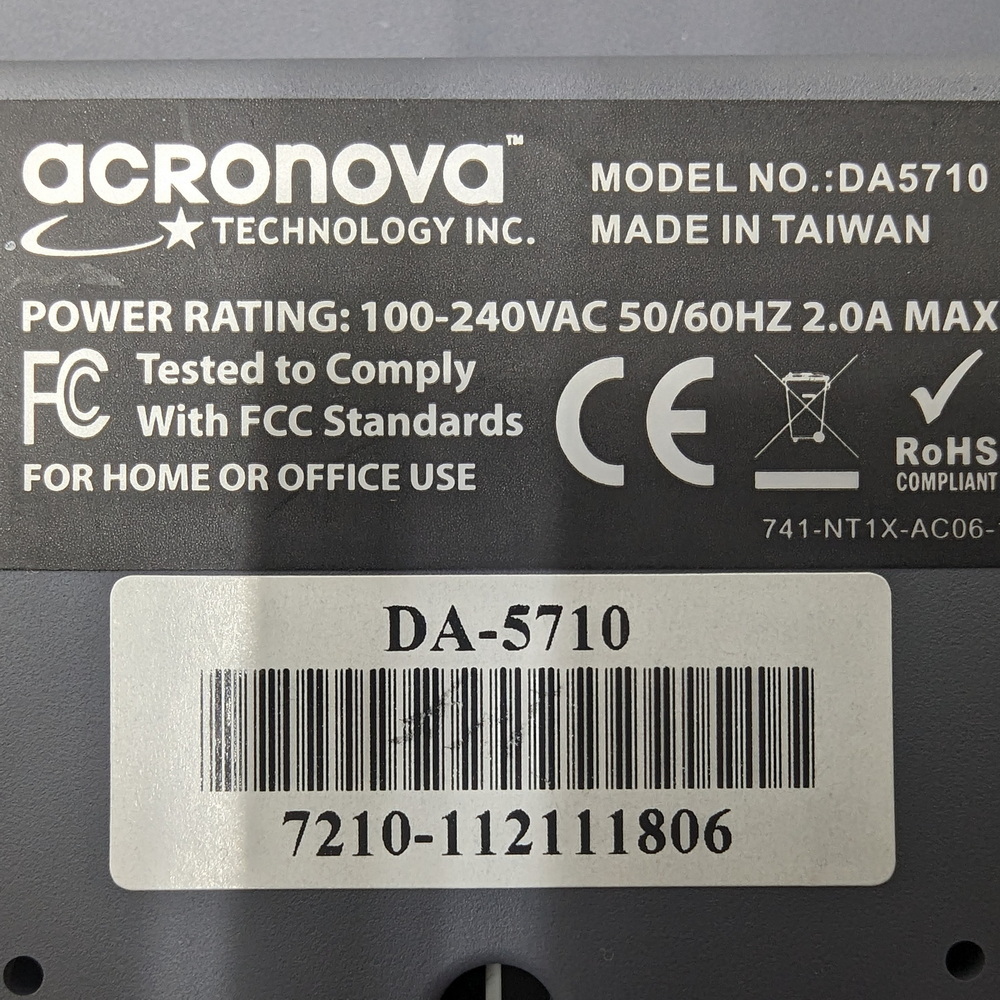 acronova™
TECHNOLOGY INC.
MODEL NO.:DA5710
MADE IN TAIWAN
POWER RATING: 100-240VAC 50/60HZ 2.0A MAX
FC Tested to Comply
With FCC Standards
FOR HOME OR OFFICE USE
CE
RoHS
COMPLIANT
741-NT1X-AC06-
DA-5710
7210-112111806